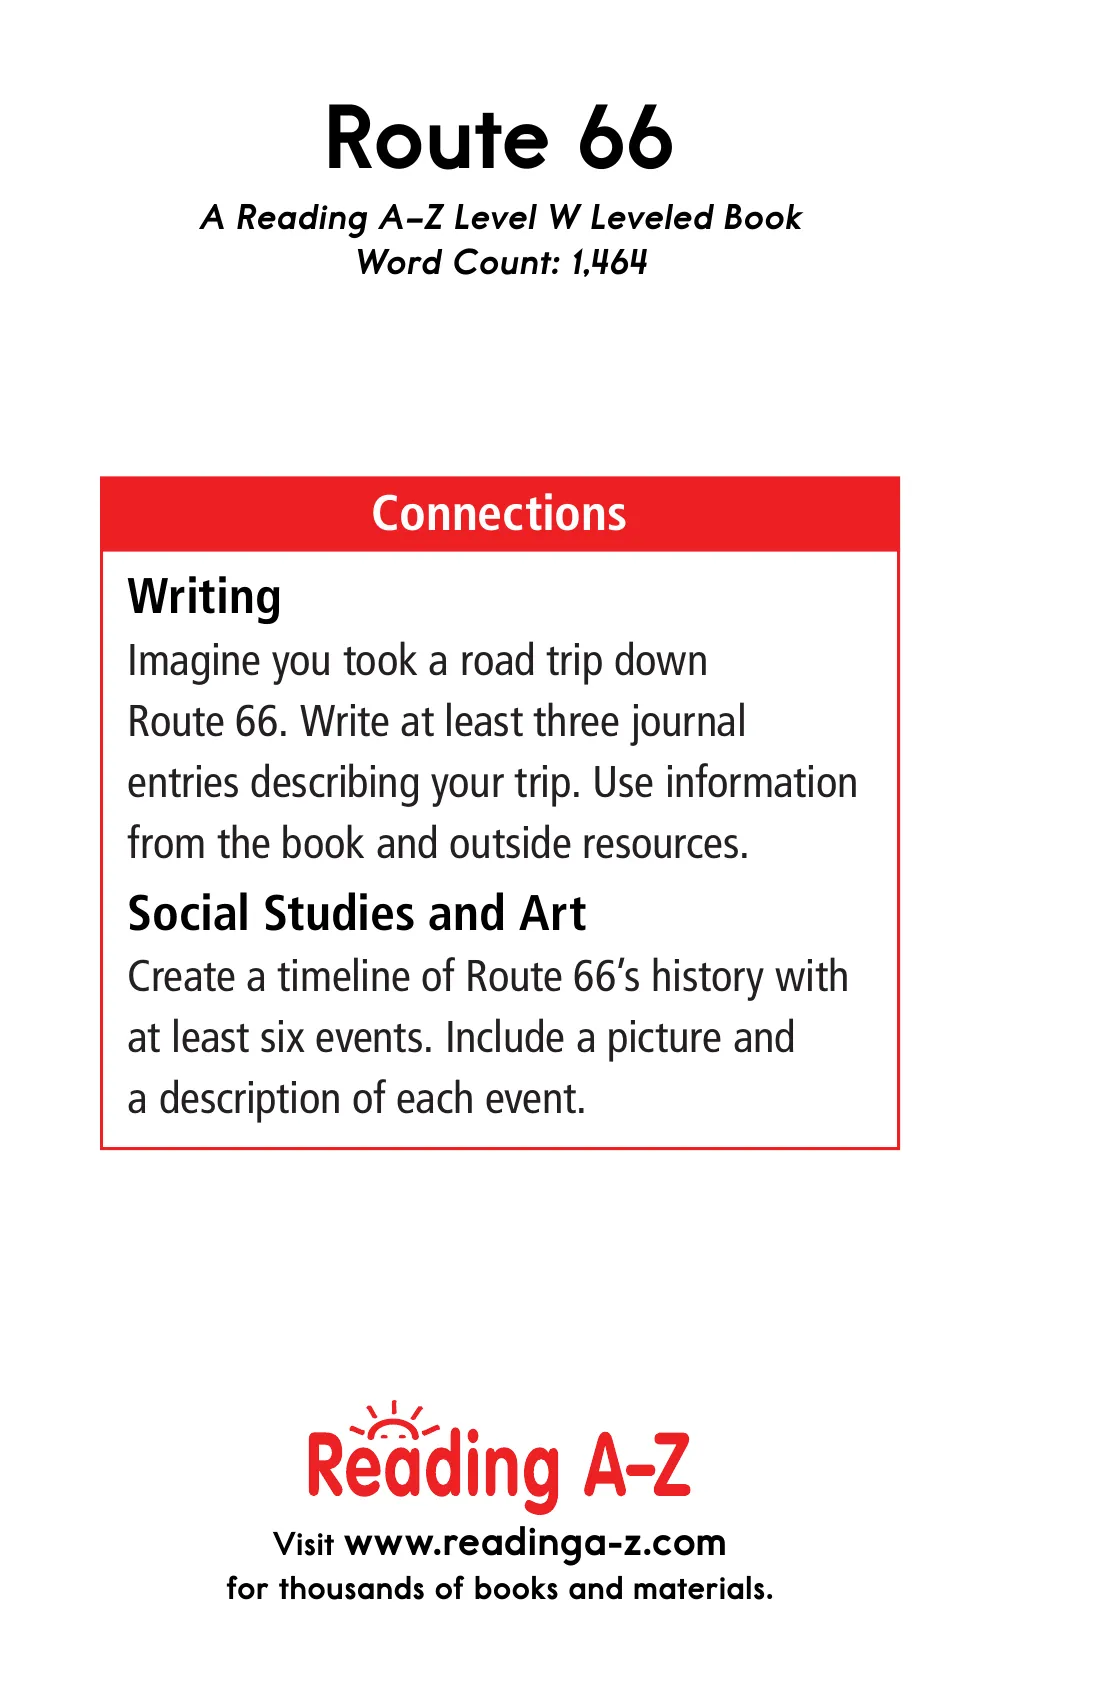 Route 66
A Reading A–Z Level W Leveled Book
Word Count: 1,464
Connections
Writing
Imagine you took a road trip down
Route 66. Write at least three journal
entries describing your trip. Use information
from the book and outside resources.
Social Studies and Art
Create a timeline of Route 66’s history with
at least six events. Include a picture and
a description of each event.
Reading A–Z
Visit www.readinga-z.com
for thousands of books and materials.